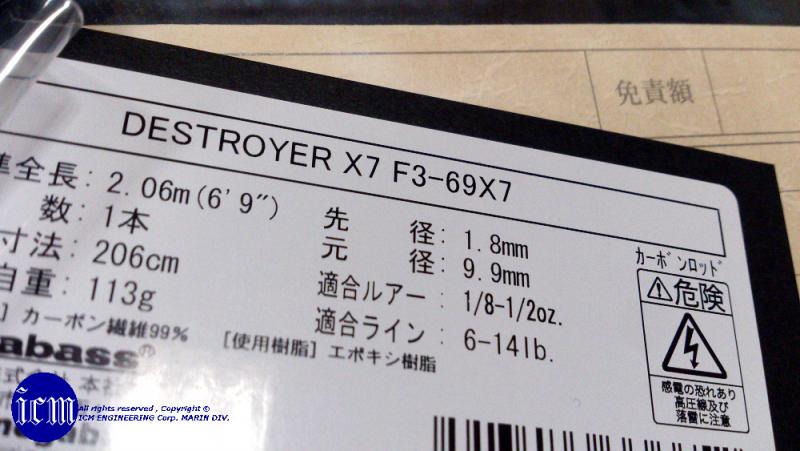 免責額
DESTROYER X7 F3-69X7
準全長: 2.06m(6'9")
数: 1本
寸法: 206cm
自重: 113g
] カーボン繊維99%
先 径: 1.8mm
元 径: 9.9mm
適合ルアー: 1/8-1/2oz.
適合ライン: 6-14lb.
[使用樹脂] エポキシ樹脂
カーボンロッド
危険
感電の恐れあり
高圧線及び
落雷に注意
abass®
icm
All rights reserved , Copyright ©
ICM ENGINEERING Corp. MARIN DIV.